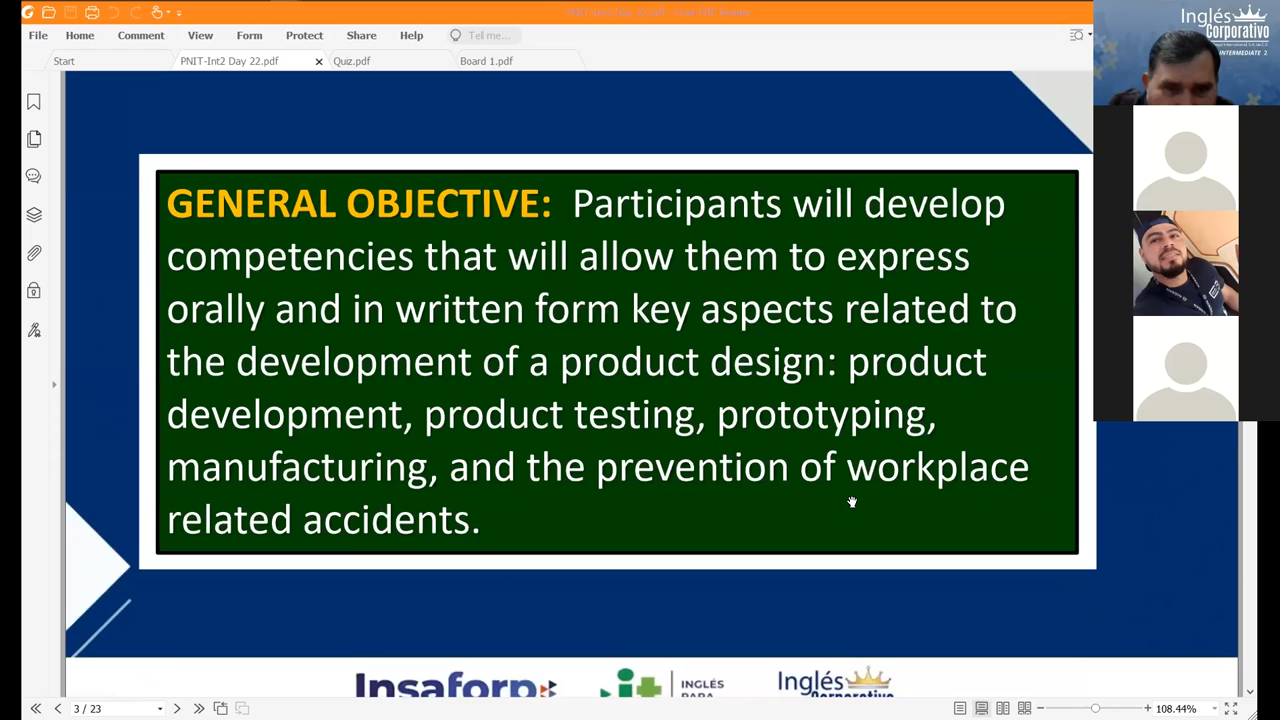 File Home Comment View Form Protect Share Help Tell me...
Start PNIT-Int2 Day 22.pdf Quiz.pdf Board 1.pdf
Inglés
Corporativo
INTERMEDIATE 2
GENERAL OBJECTIVE: Participants will develop
competencies that will allow them to express
orally and in written form key aspects related to
the development of a product design: product
development, product testing, prototyping,
manufacturing, and the prevention of workplace
related accidents.
Insaforp
INGLÉS
PARA
Inglés
Corporativo
3 / 23
108.44%